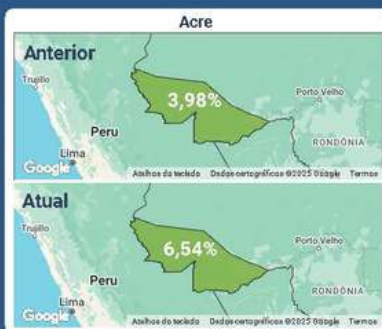 Acre
Anterior
Trujillo
3,98%
Porto Velho
Peru
RONDÔNIA
Lima
Google
Atalhos do teclado Dados cartográficos ©2025 Google Termos
Atual
Trujillo
6,54%
Porto Velho
Peru
RONDÔNIA
Lima
Google
Atalhos do teclado Dados cartográficos ©2025 Google Termos